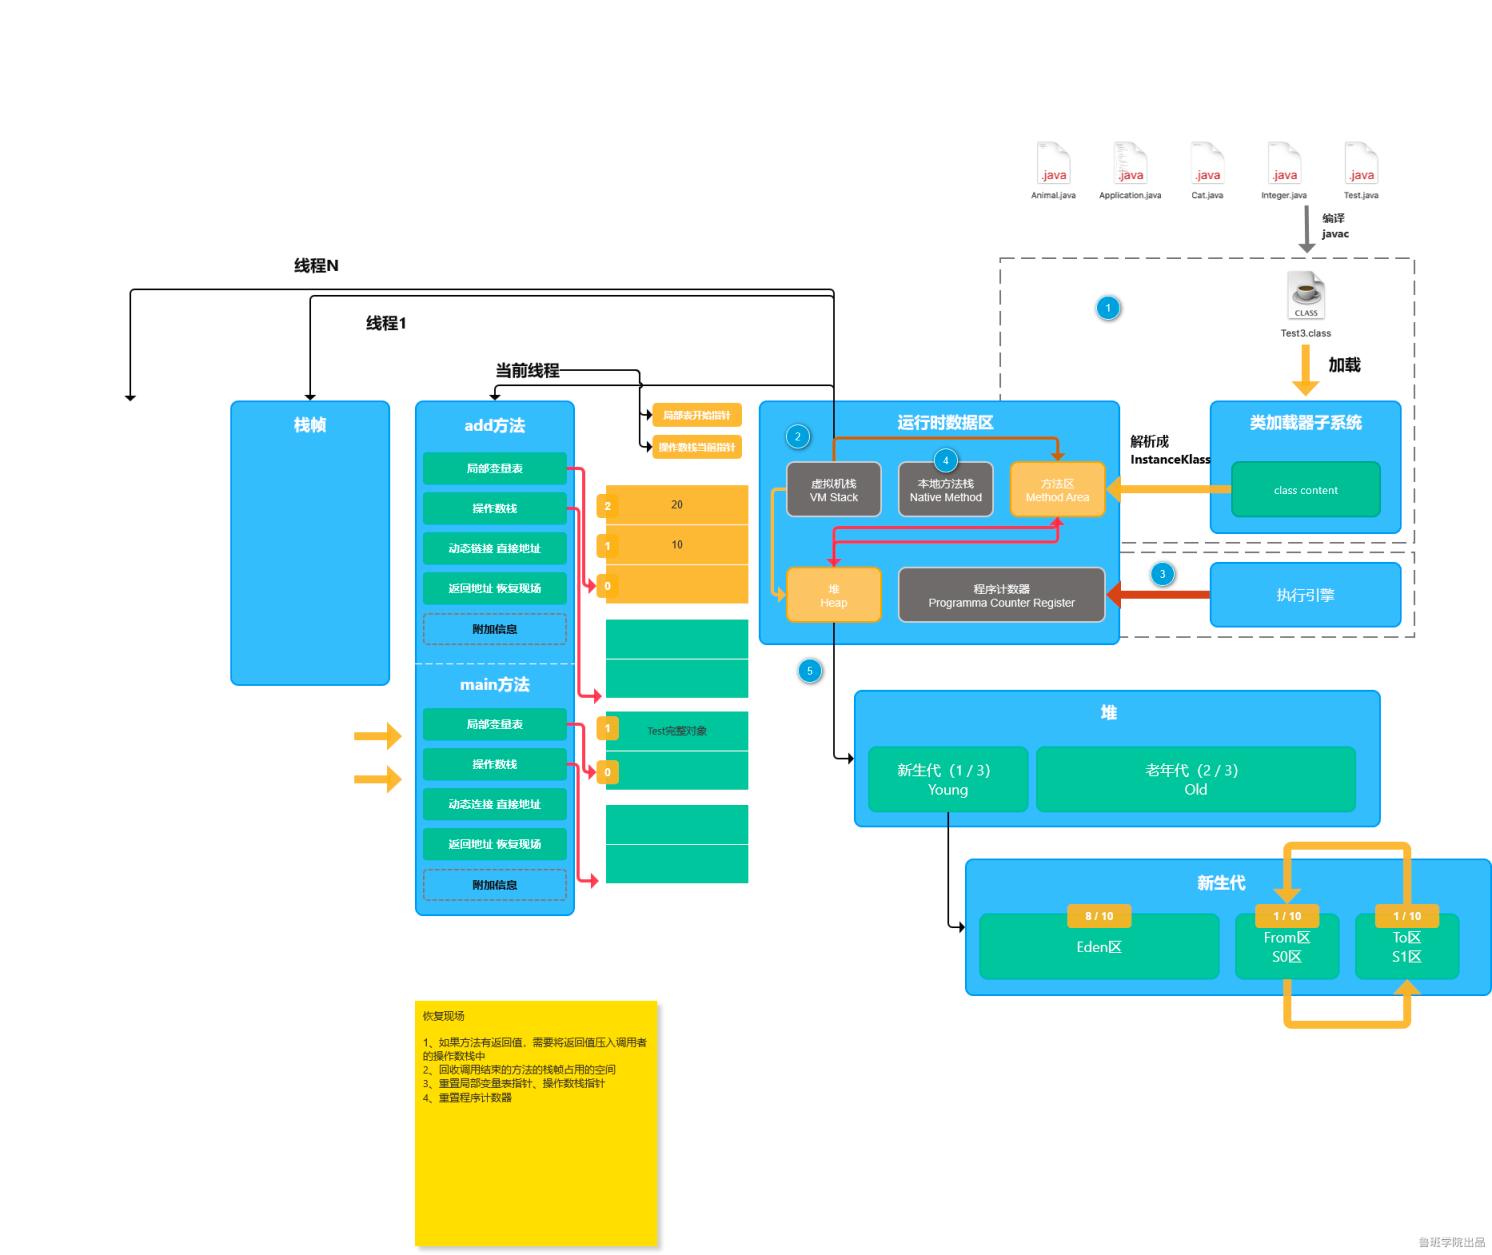 .java
.java
.java
.java
.java
Animal.java
Application.java
Cat.java
Integer.java
Test.java
编译
javac
1
CLASS
Test3.class
加载
线程N
线程1
当前线程
局部表开始指针
操作数栈当前指针
栈帧
add方法
局部变量表
操作数栈
动态链接 直接地址
返回地址 恢复现场
附加信息
2
20
1
10
0
main方法
局部变量表
操作数栈
动态连接 直接地址
返回地址 恢复现场
附加信息
1
Test完整对象
0
运行时数据区
2
4
虚拟机栈
VM Stack
本地方法栈
Native Method
方法区
Method Area
堆
Heap
程序计数器
Programma Counter Register
解析成
InstanceKlass
类加载器子系统
class content
3
执行引擎
5
堆
新生代（1 / 3）
Young
老年代（2 / 3）
Old
新生代
8 / 10
Eden区
1 / 10
From区
S0区
1 / 10
To区
S1区
恢复现场
1、如果方法有返回值，需要将返回值压入调用者
的操作数栈中
2、回收调用结束的方法的栈帧占用的空间
3、重置局部变量表指针、操作数栈指针
4、重置程序计数器
鲁班学院出品